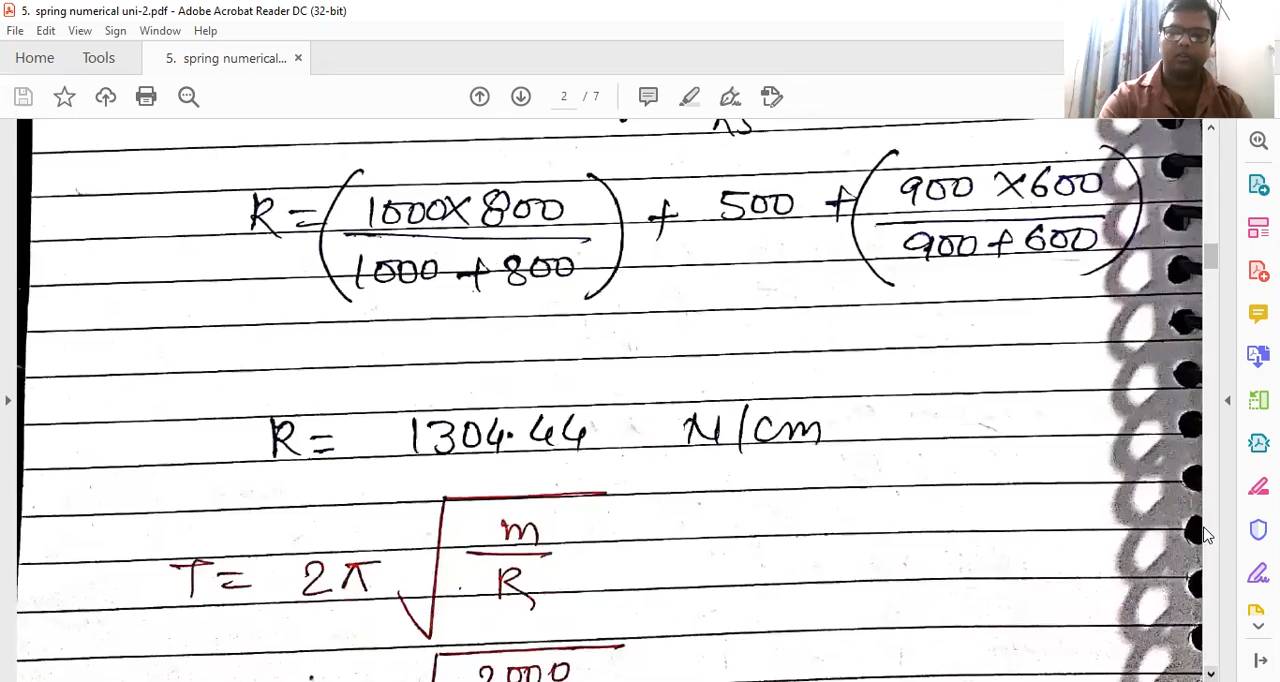 5. spring numerical uni-2.pdf - Adobe Acrobat Reader DC (32-bit)
File Edit View Sign Window Help
Home Tools 5. spring numerical... ×
2 / 7
R = (1000 × 800 / 1000 + 800) + 500 + (900 × 600 / 900 + 600)
R = 1304.44 N/cm
T = 2π √ m / R
2000